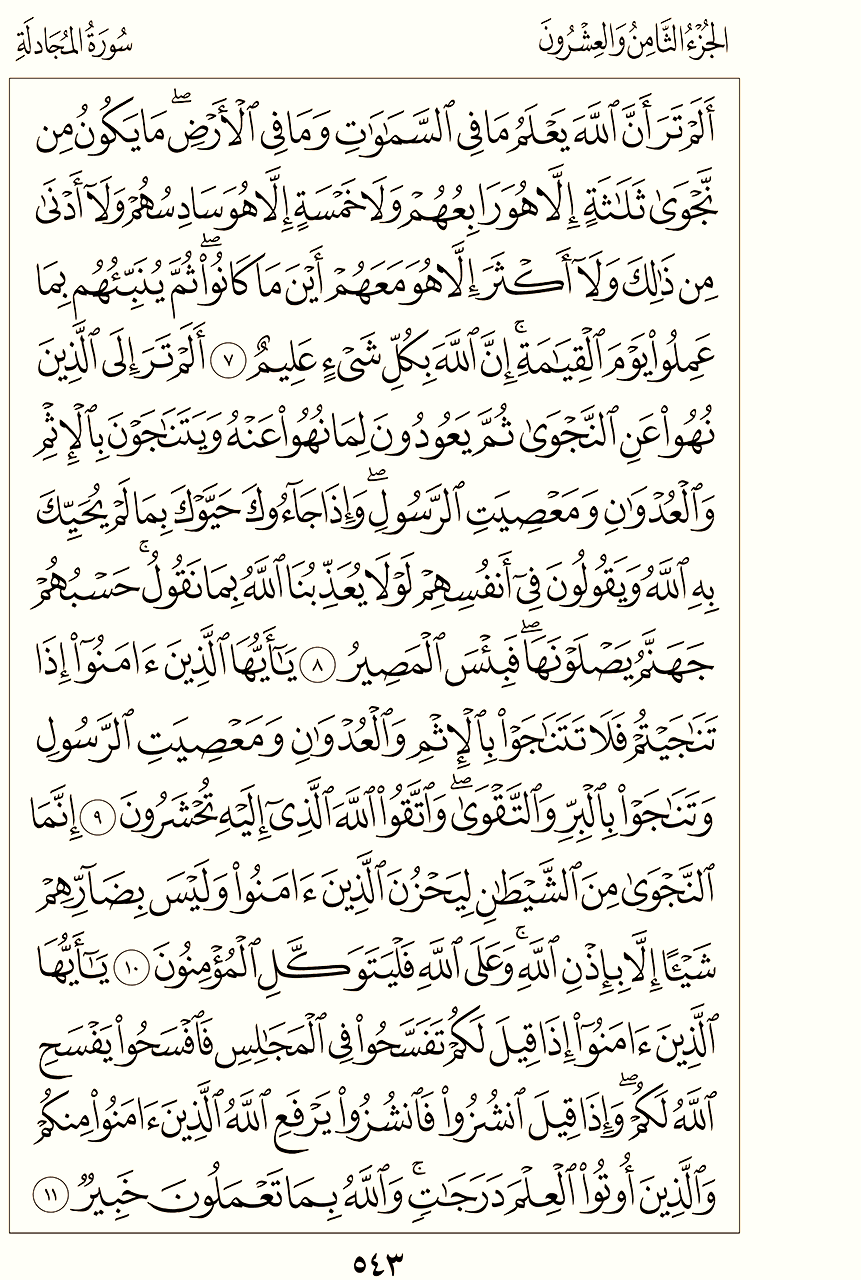 الجُزْءُ الثَّامِنُ وَالعِشْرُونَ
سُورَةُ المُجَادلَةِ
أَلَمْ تَرَ أَنَّ ٱللَّهَ يَعْلَمُ مَا فِى ٱلسَّمَٰوَٰتِ وَمَا فِى ٱلْأَرْضِۖ مَا يَكُونُ مِن
نَّجْوَىٰ ثَلَٰثَةٍ إِلَّا هُوَ رَابِعُهُمْ وَلَا خَمْسَةٍ إِلَّا هُوَ سَادِسُهُمْ وَلَآ أَدْنَىٰ
مِن ذَٰلِكَ وَلَآ أَكْثَرَ إِلَّا هُوَ مَعَهُمْ أَيْنَ مَا كَانُوا۟ۖ ثُمَّ يُنَبِّئُهُم بِمَا
عَمِلُوا۟ يَوْمَ ٱلْقِيَٰمَةِۚ إِنَّ ٱللَّهَ بِكُلِّ شَىْءٍ عَلِيمٌ ٧ أَلَمْ تَرَ إِلَى ٱلَّذِينَ
نُهُوا۟ عَنِ ٱلنَّجْوَىٰ ثُمَّ يَعُودُونَ لِمَا نُهُوا۟ عَنْهُ وَيَتَنَٰجَوْنَ بِٱلْإِثْمِ
وَٱلْعُدْوَٰنِ وَمَعْصِيَتِ ٱلرَّسُولِۖ وَإِذَا جَآءُوكَ حَيَّوْكَ بِمَا لَمْ يُحَيِّكَ
بِهِ ٱللَّهُ وَيَقُولُونَ فِىٓ أَنفُسِهِمْ لَوْلَا يُعَذِّبُنَا ٱللَّهُ بِمَا نَقُولُۚ حَسْبُهُمْ
جَهَنَّمُ يَصْلَوْنَهَاۖ فَبِئْسَ ٱلْمَصِيرُ ٨ يَٰٓأَيُّهَا ٱلَّذِينَ ءَامَنُوٓا۟ إِذَا
تَنَٰجَيْتُمْ فَلَا تَتَنَٰجَوْا۟ بِٱلْإِثْمِ وَٱلْعُدْوَٰنِ وَمَعْصِيَتِ ٱلرَّسُولِ
وَتَنَٰجَوْا۟ بِٱلْبِرِّ وَٱلتَّقْوَىٰۖ وَٱتَّقُوا۟ ٱللَّهَ ٱلَّذِىٓ إِلَيْهِ تُحْشَرُونَ ٩ إِنَّمَا
ٱلنَّجْوَىٰ مِنَ ٱلشَّيْطَٰنِ لِيَحْزُنَ ٱلَّذِينَ ءَامَنُوا۟ وَلَيْسَ بِضَآرِّهِمْ
شَيْـًٔا إِلَّا بِإِذْنِ ٱللَّهِۚ وَعَلَى ٱللَّهِ فَلْيَتَوَكَّلِ ٱلْمُؤْمِنُونَ ١٠ يَٰٓأَيُّهَا
ٱلَّذِينَ ءَامَنُوٓا۟ إِذَا قِيلَ لَكُمْ تَفَسَّحُوا۟ فِى ٱلْمَجَٰلِسِ فَٱفْسَحُوا۟ يَفْسَحِ
ٱللَّهُ لَكُمْۖ وَإِذَا قِيلَ ٱنشُزُوا۟ فَٱنشُزُوا۟ يَرْفَعِ ٱللَّهُ ٱلَّذِينَ ءَامَنُوا۟ مِنكُمْ
وَٱلَّذِينَ أُوتُوا۟ ٱلْعِلْمَ دَرَجَٰتٍۚ وَٱللَّهُ بِمَا تَعْمَلُونَ خَبِيرٌ ١١
٥٤٣